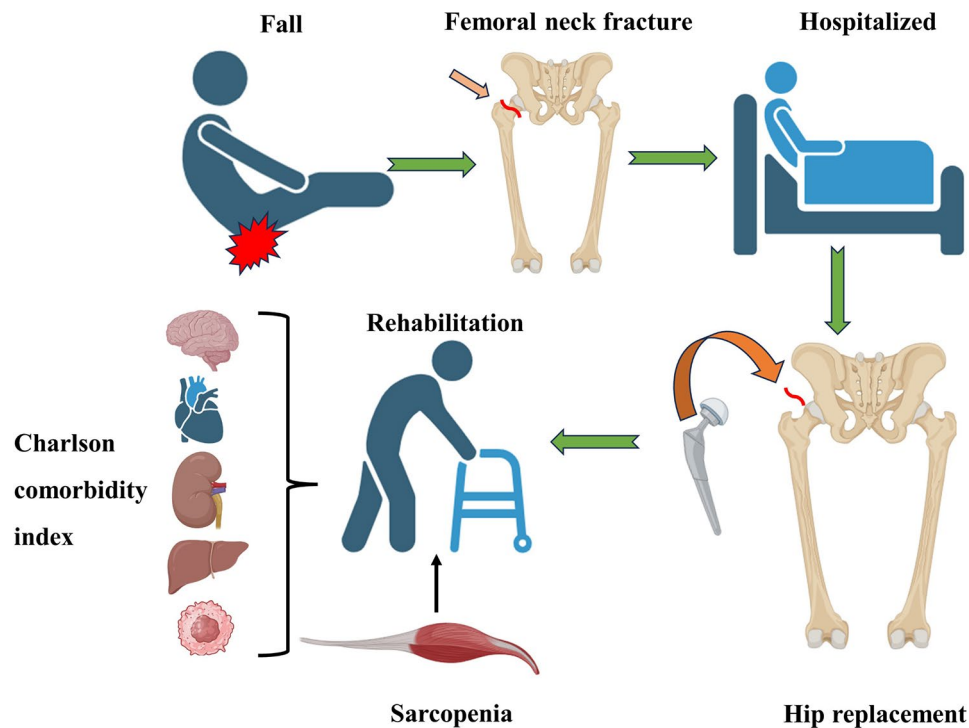 Fall
Femoral neck fracture
Hospitalized
Rehabilitation
Charlson
comorbidity
index
Sarcopenia
Hip replacement